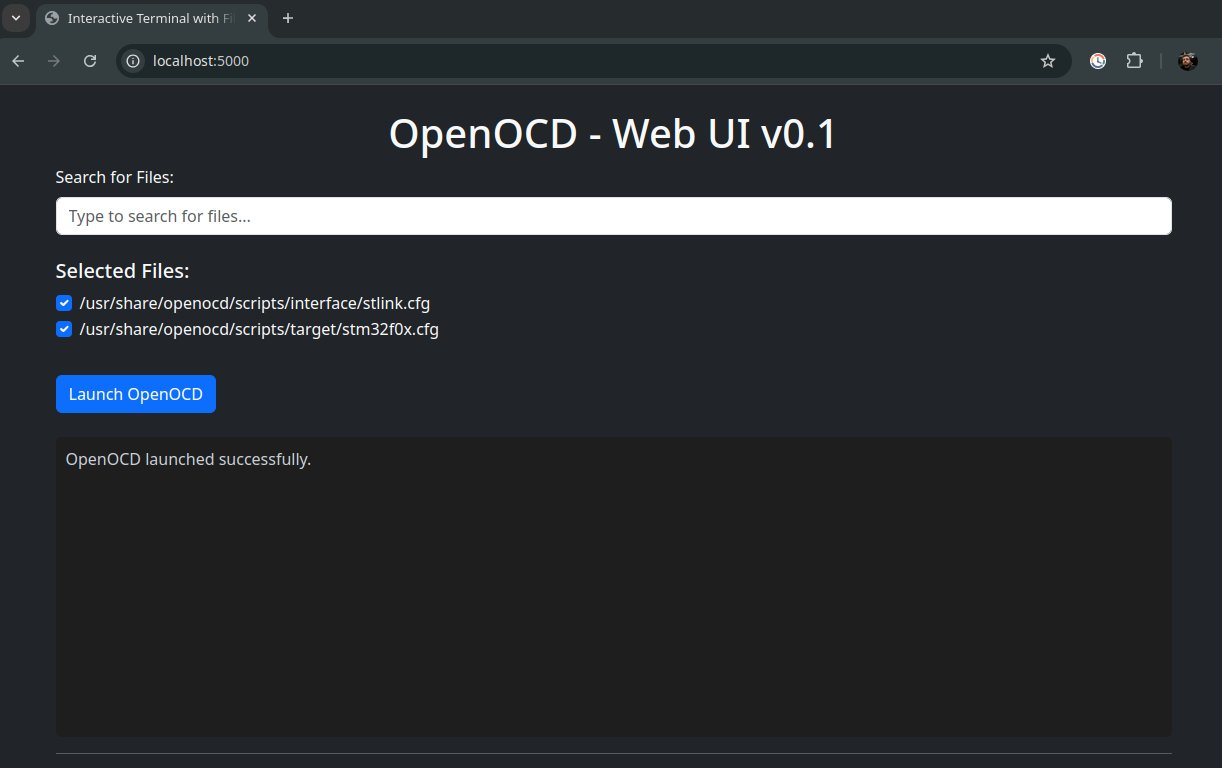 Interactive Terminal with Fi
localhost:5000
OpenOCD - Web UI v0.1
Search for Files:
Type to search for files...
Selected Files:
/usr/share/openocd/scripts/interface/stlink.cfg
/usr/share/openocd/scripts/target/stm32f0x.cfg
Launch OpenOCD
OpenOCD launched successfully.